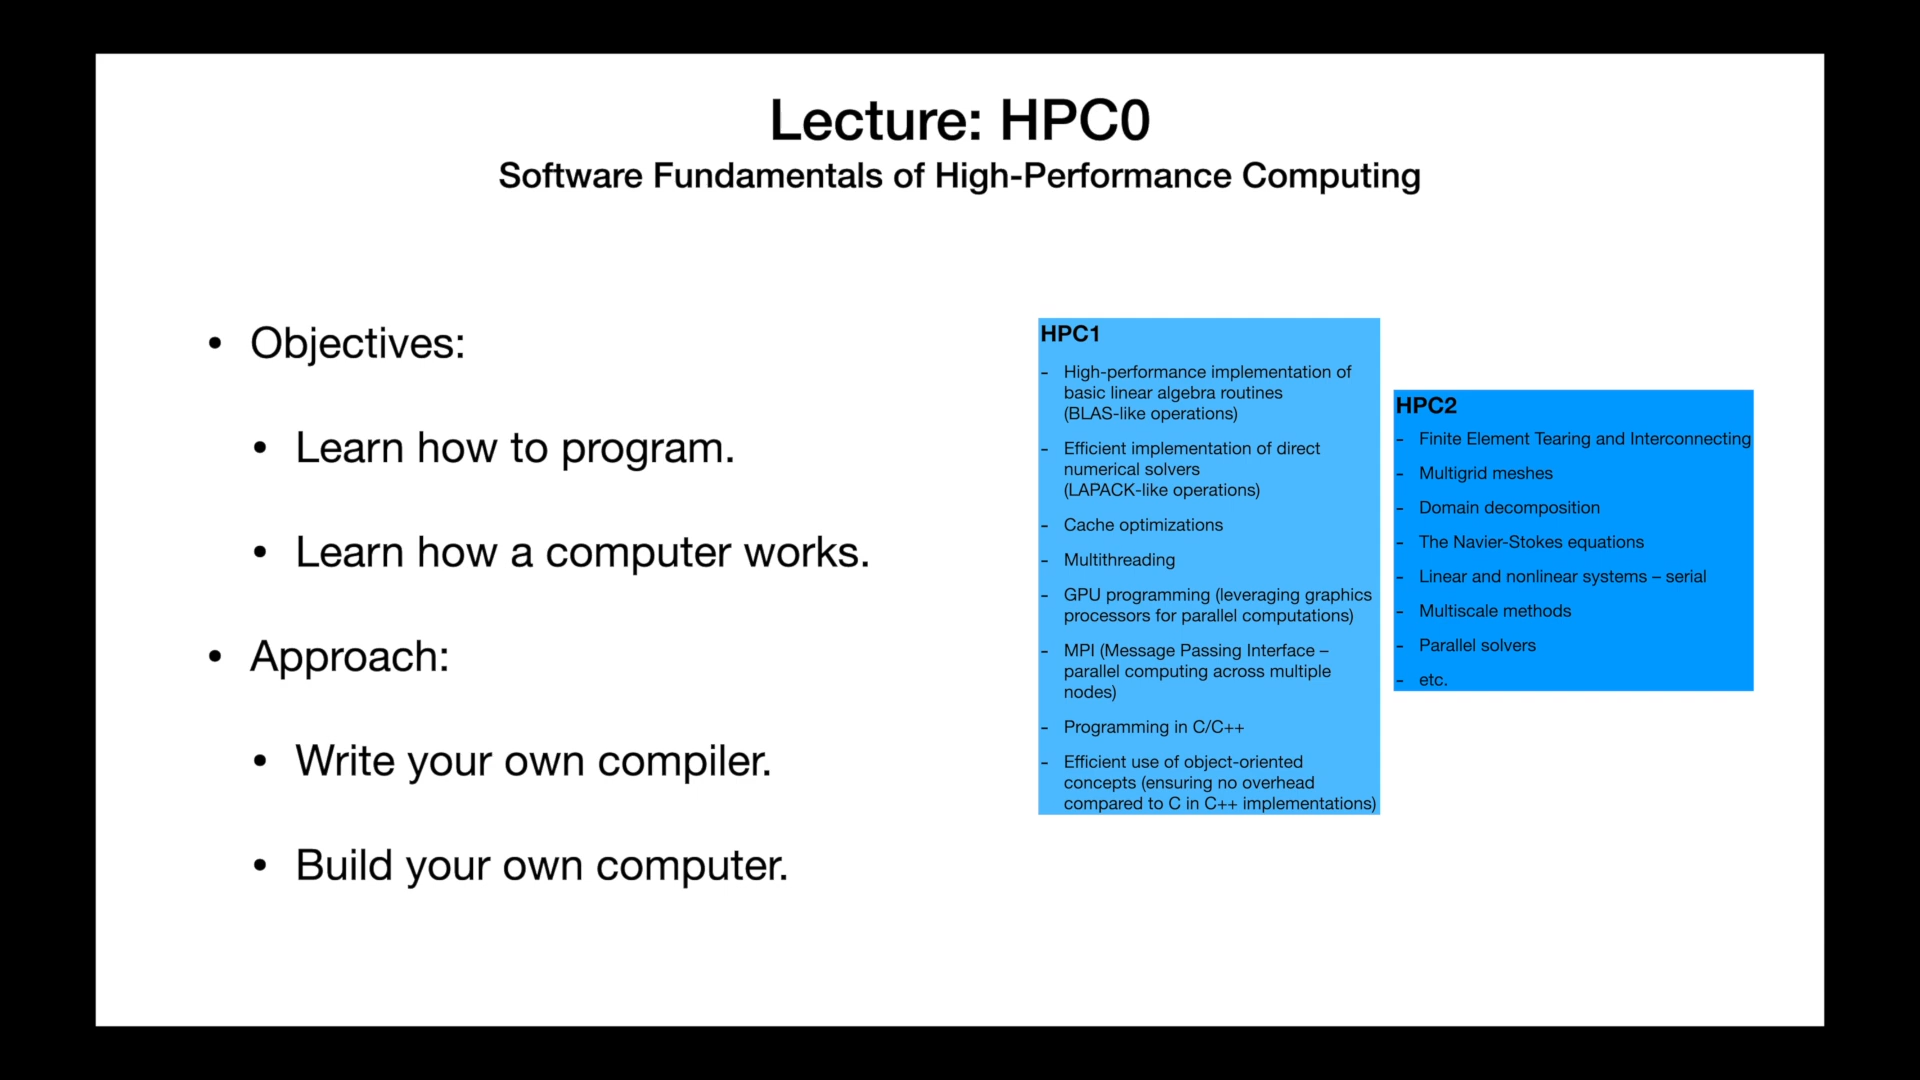 Lecture: HPC0
Software Fundamentals of High-Performance Computing
• Objectives:
• Learn how to program.
• Learn how a computer works.
• Approach:
• Write your own compiler.
• Build your own computer.
HPC1
- High-performance implementation of
basic linear algebra routines
(BLAS-like operations)
- Efficient implementation of direct
numerical solvers
(LAPACK-like operations)
- Cache optimizations
- Multithreading
- GPU programming (leveraging graphics
processors for parallel computations)
- MPI (Message Passing Interface –
parallel computing across multiple
nodes)
- Programming in C/C++
- Efficient use of object-oriented
concepts (ensuring no overhead
compared to C in C++ implementations)
HPC2
- Finite Element Tearing and Interconnecting
- Multigrid meshes
- Domain decomposition
- The Navier-Stokes equations
- Linear and nonlinear systems – serial
- Multiscale methods
- Parallel solvers
- etc.